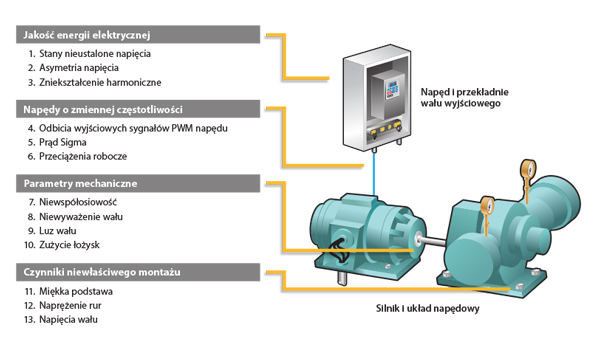 Jakość energii elektrycznej
1. Stany nieustalone napięcia
2. Asymetria napięcia
3. Zniekształcenie harmoniczne
Napędy o zmiennej częstotliwości
4. Odbicia wyjściowych sygnałów PWM napędu
5. Prąd Sigma
6. Przeciążenia robocze
Parametry mechaniczne
7. Niewspółosiowość
8. Niewyważenie wału
9. Luz wału
10. Zużycie łożysk
Czynniki niewłaściwego montażu
11. Miękka podstawa
12. Naprężenie rur
13. Napięcia wału
Napęd i przekładnie
wału wyjściowego
Silnik i układ napędowy